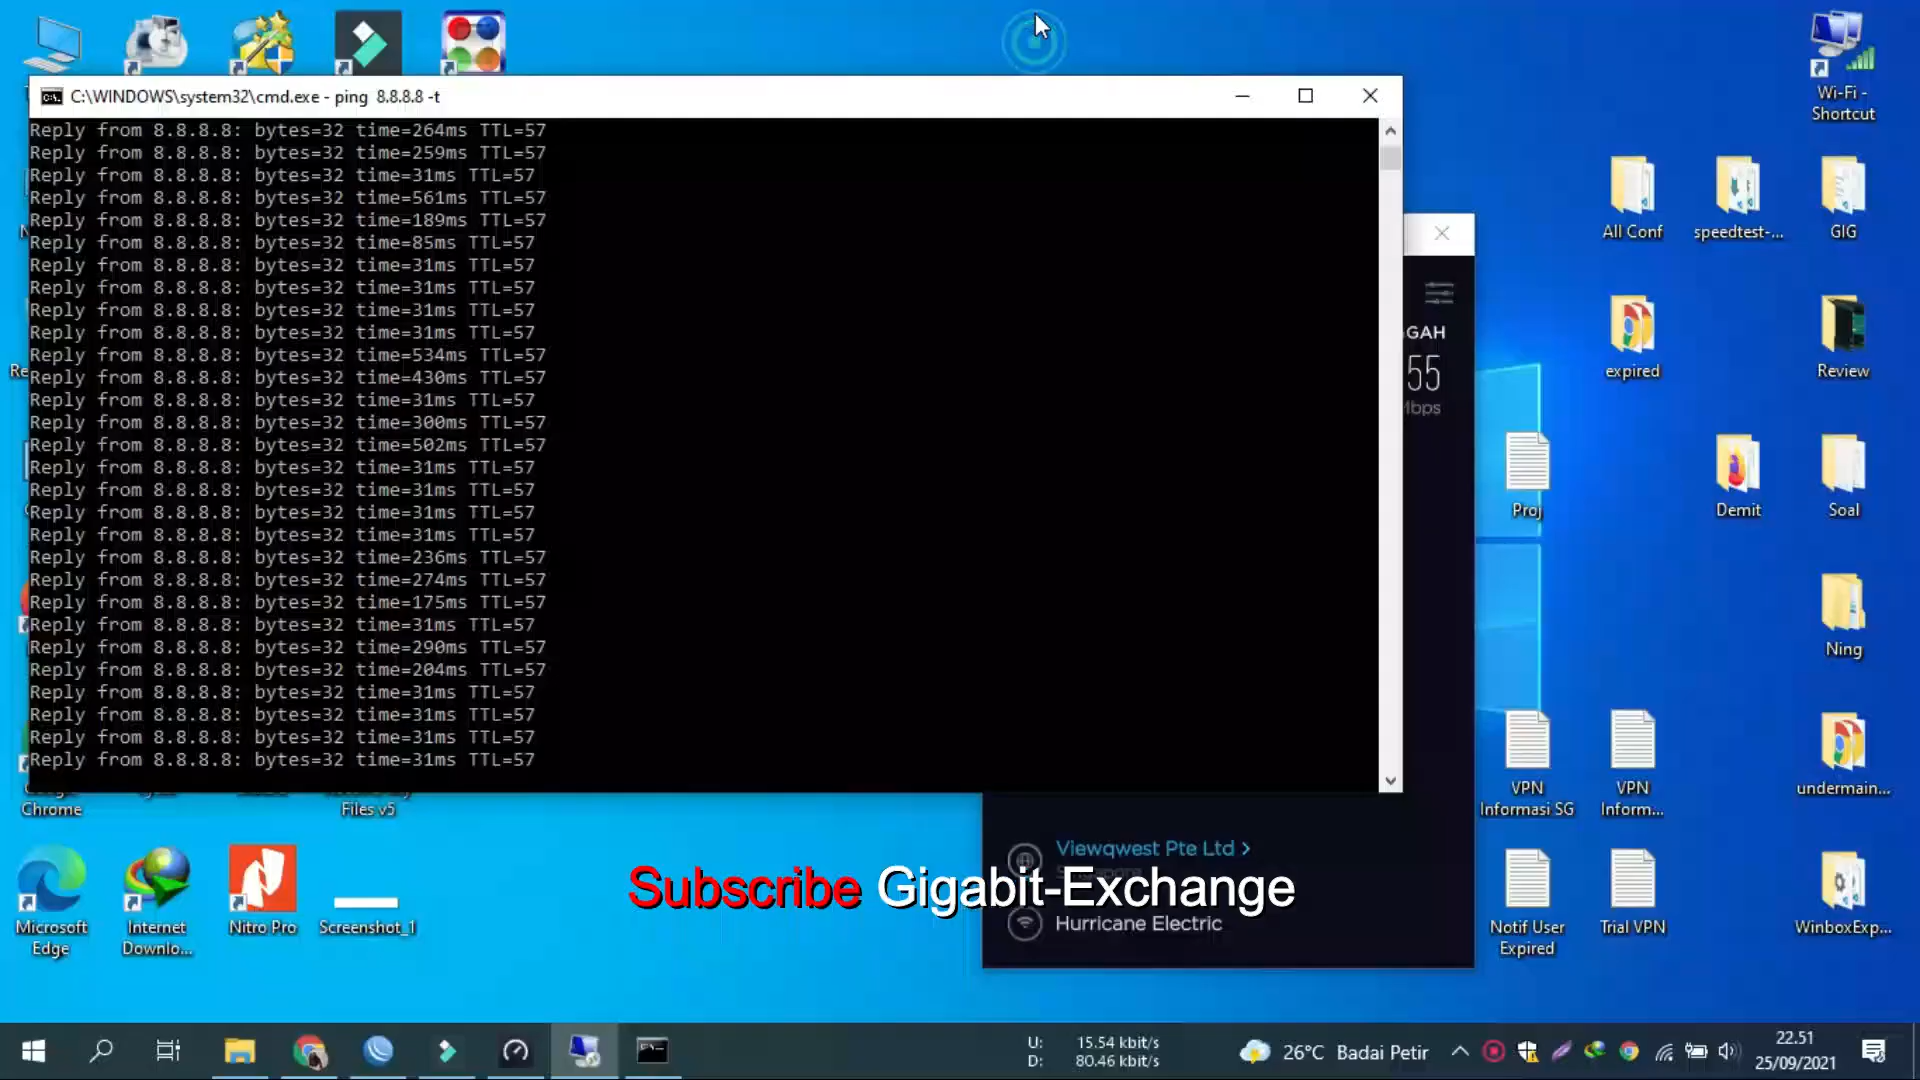 C:\WINDOWS\system32\cmd.exe - ping 8.8.8.8 -t
Reply from 8.8.8.8: bytes=32 time=264ms TTL=57
Reply from 8.8.8.8: bytes=32 time=259ms TTL=57
Reply from 8.8.8.8: bytes=32 time=31ms TTL=57
Reply from 8.8.8.8: bytes=32 time=561ms TTL=57
Reply from 8.8.8.8: bytes=32 time=189ms TTL=57
Reply from 8.8.8.8: bytes=32 time=85ms TTL=57
Reply from 8.8.8.8: bytes=32 time=31ms TTL=57
Reply from 8.8.8.8: bytes=32 time=31ms TTL=57
Reply from 8.8.8.8: bytes=32 time=31ms TTL=57
Reply from 8.8.8.8: bytes=32 time=31ms TTL=57
Reply from 8.8.8.8: bytes=32 time=534ms TTL=57
Reply from 8.8.8.8: bytes=32 time=430ms TTL=57
Reply from 8.8.8.8: bytes=32 time=31ms TTL=57
Reply from 8.8.8.8: bytes=32 time=300ms TTL=57
Reply from 8.8.8.8: bytes=32 time=502ms TTL=57
Reply from 8.8.8.8: bytes=32 time=31ms TTL=57
Reply from 8.8.8.8: bytes=32 time=31ms TTL=57
Reply from 8.8.8.8: bytes=32 time=31ms TTL=57
Reply from 8.8.8.8: bytes=32 time=31ms TTL=57
Reply from 8.8.8.8: bytes=32 time=236ms TTL=57
Reply from 8.8.8.8: bytes=32 time=274ms TTL=57
Reply from 8.8.8.8: bytes=32 time=175ms TTL=57
Reply from 8.8.8.8: bytes=32 time=31ms TTL=57
Reply from 8.8.8.8: bytes=32 time=290ms TTL=57
Reply from 8.8.8.8: bytes=32 time=204ms TTL=57
Reply from 8.8.8.8: bytes=32 time=31ms TTL=57
Reply from 8.8.8.8: bytes=32 time=31ms TTL=57
Reply from 8.8.8.8: bytes=32 time=31ms TTL=57
Reply from 8.8.8.8: bytes=32 time=31ms TTL=57
GAH
55
Mbps
Viewqwest Pte Ltd >
Singapore
Hurricane Electric
Subscribe Gigabit-Exchange
Wi-Fi -
Shortcut
All Conf
speedtest-...
GIG
expired
Review
Proj
Demit
Soal
Ning
VPN
Informasi SG
VPN
Inform...
undermain...
Notif User
Expired
Trial VPN
WinboxExp...
Chrome
Files v5
Microsoft
Edge
Internet
Downlo...
Nitro Pro
Screenshot_1
U: 15.54 kbit/s
D: 80.46 kbit/s
26°C Badai Petir
22.51
25/09/2021